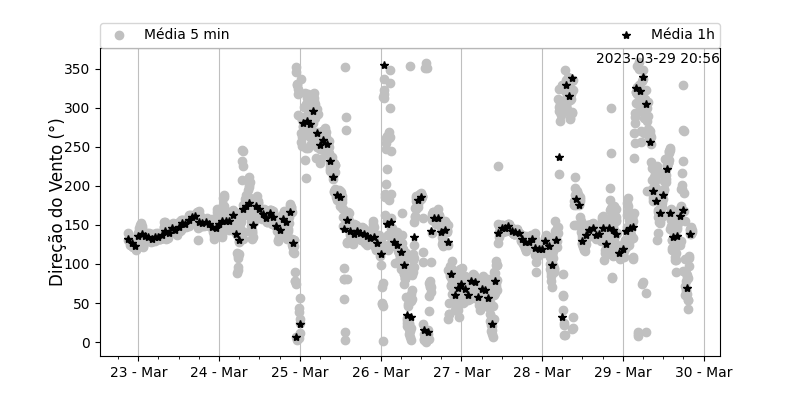 Média 5 min
Média 1h
2023-03-29 20:56
Direção do Vento (°)
350
300
250
200
150
100
50
0
23 - Mar
24 - Mar
25 - Mar
26 - Mar
27 - Mar
28 - Mar
29 - Mar
30 - Mar